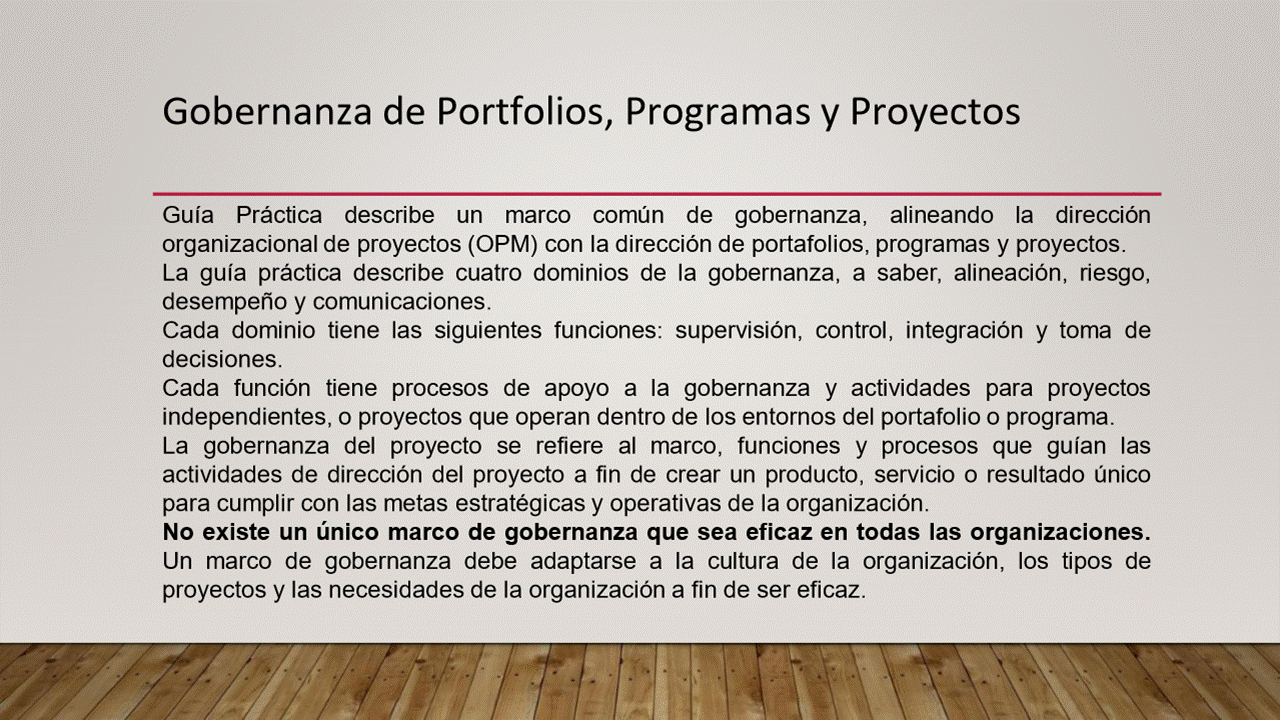 Gobernanza de Portfolios, Programas y Proyectos
Guía Práctica describe un marco común de gobernanza, alineando la dirección
organizacional de proyectos (OPM) con la dirección de portafolios, programas y proyectos.
La guía práctica describe cuatro dominios de la gobernanza, a saber, alineación, riesgo,
desempeño y comunicaciones.
Cada dominio tiene las siguientes funciones: supervisión, control, integración y toma de
decisiones.
Cada función tiene procesos de apoyo a la gobernanza y actividades para proyectos
independientes, o proyectos que operan dentro de los entornos del portafolio o programa.
La gobernanza del proyecto se refiere al marco, funciones y procesos que guían las
actividades de dirección del proyecto a fin de crear un producto, servicio o resultado único
para cumplir con las metas estratégicas y operativas de la organización.
No existe un único marco de gobernanza que sea eficaz en todas las organizaciones.
Un marco de gobernanza debe adaptarse a la cultura de la organización, los tipos de
proyectos y las necesidades de la organización a fin de ser eficaz.